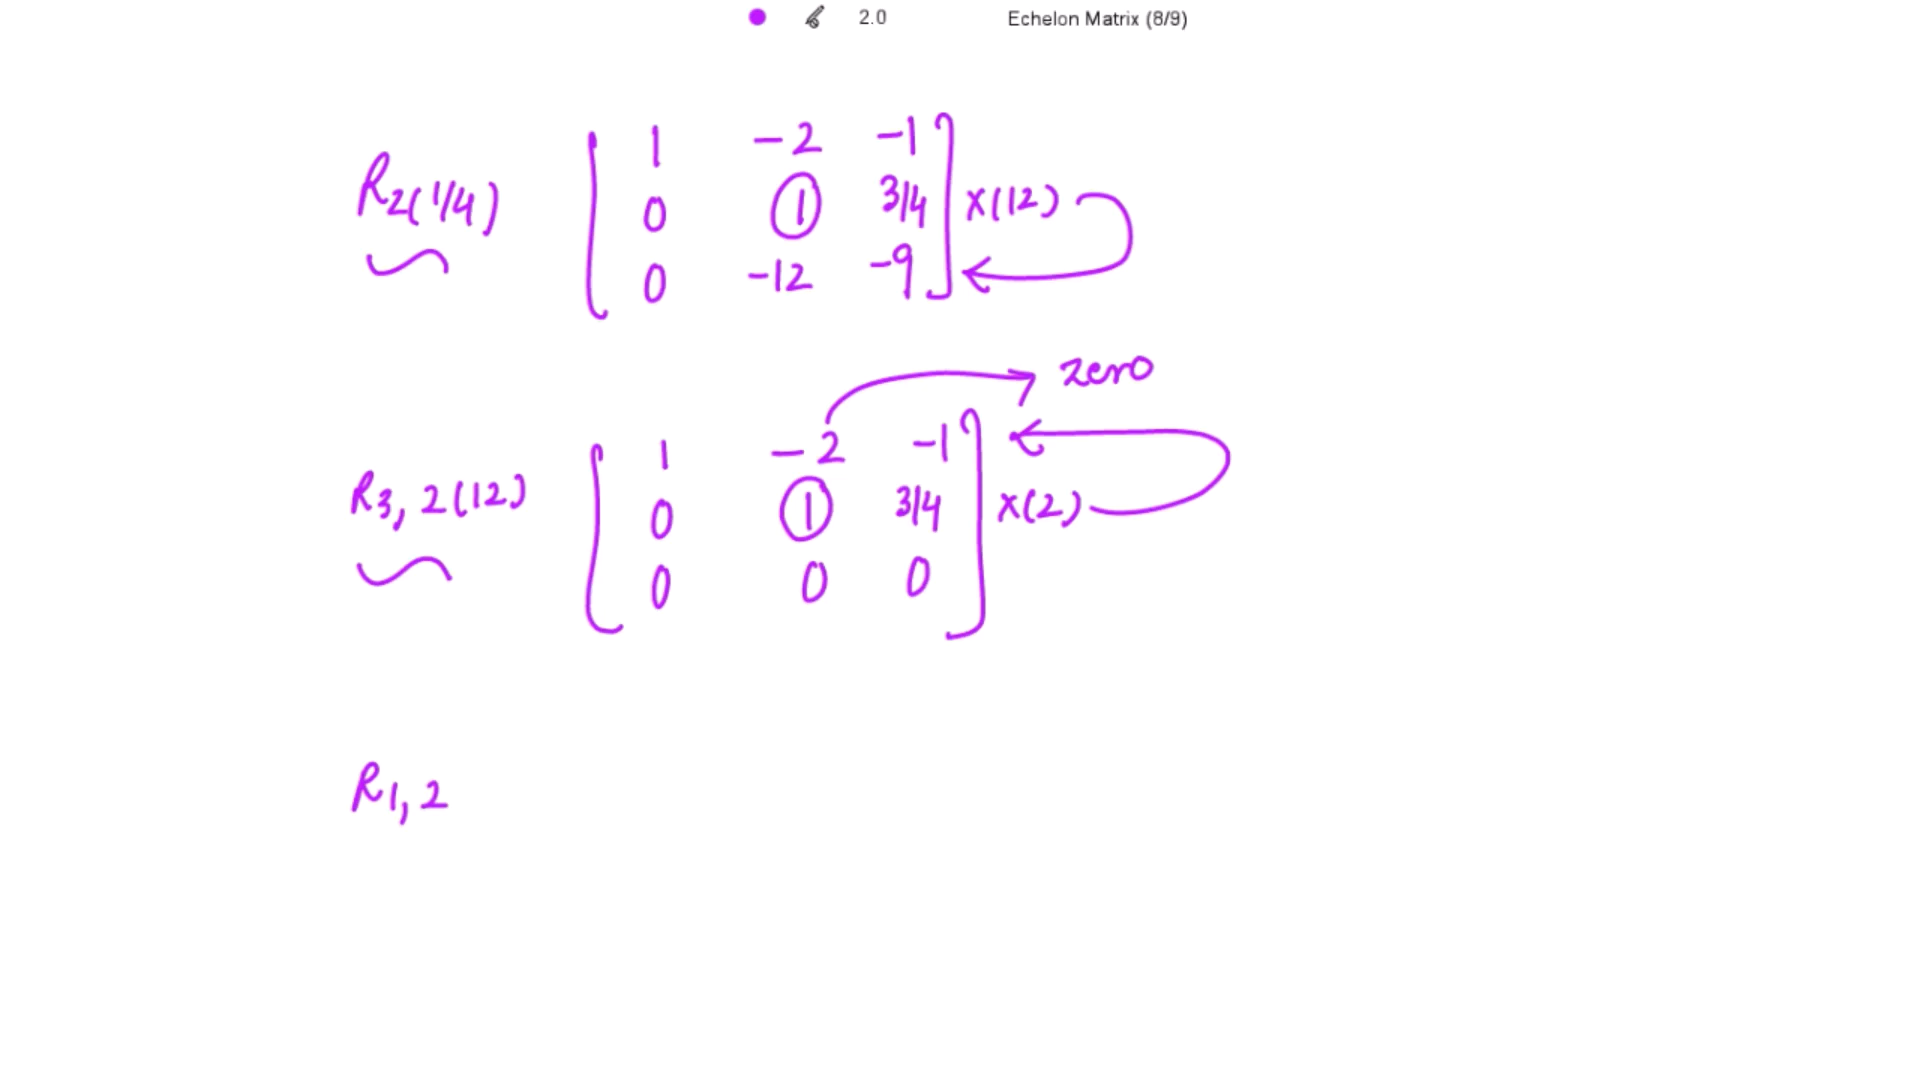 2.0 Echelon Matrix (8/9)
1 -2 -1
R2(1/4) 0 1 3/4 x(12)
0 -12 -9
zero
1 -2 -1
R3,2(12) 0 1 3/4 x(2)
0 0 0
R1,2